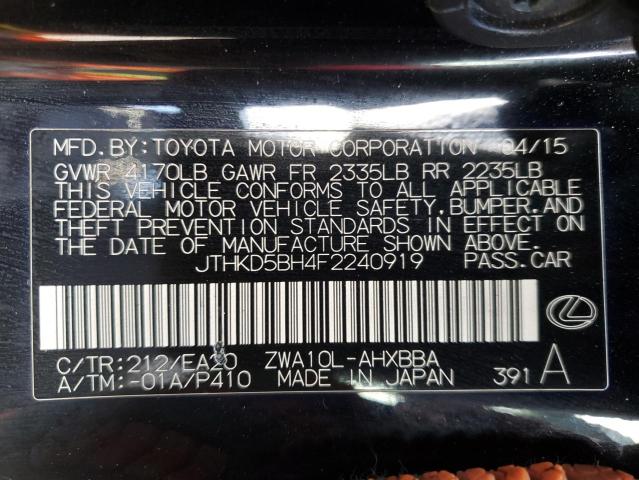 MFD.BY:TOYOTA MOTOR CORPORATION 04/15
GVWR 4170LB GAWR FR 2335LB RR 2235LB
THIS VEHICLE CONFORMS TO ALL APPLICABLE
FEDERAL MOTOR VEHICLE SAFETY,BUMPER,AND
THEFT PREVENTION STANDARDS IN EFFECT ON
THE DATE OF MANUFACTURE SHOWN ABOVE.
JTHKD5BH4F2240919 PASS.CAR
C/TR:212/EA20 ZWA10L-AHXBBA
A/TM:-01A/P410 MADE IN JAPAN 391 A